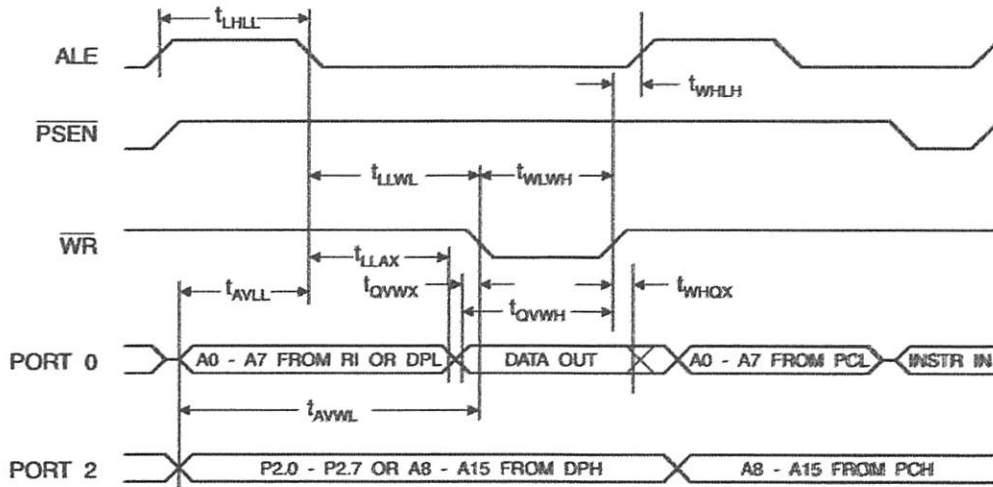 tLHLL
ALE
tWHLH
PSEN
tLLWL
tWLWH
WR
tLLAX
tQVWX
tWHQX
tAVLL
tQVWH
PORT 0
A0 - A7 FROM RI OR DPL
DATA OUT
A0 - A7 FROM PCL
INSTR IN
tAVWL
PORT 2
P2.0 - P2.7 OR A8 - A15 FROM DPH
A8 - A15 FROM PCH